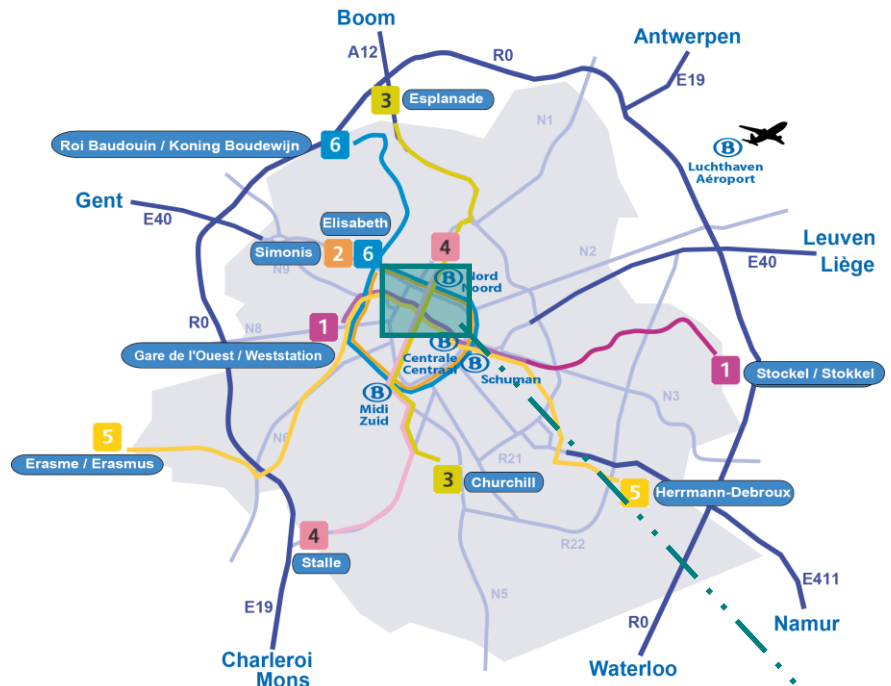 Boom
A12
R0
Antwerpen
E19
3
Esplanade
N1
Roi Baudouin / Koning Boudewijn
6
B
Luchthaven
Aéroport
Gent
E40
Elisabeth
Simonis
2
6
4
N9
N2
B
Nord
Noord
Leuven
Liège
E40
R0
N8
1
Gare de l'Ouest / Weststation
B
Centrale
Centraal
B
Schuman
1
Stockel / Stokkel
B
Midi
Zuid
N3
5
Erasme / Erasmus
N6
R21
3
Churchill
5
Herrmann-Debroux
4
Stalle
R22
E411
N5
E19
R0
Namur
Charleroi
Mons
Waterloo